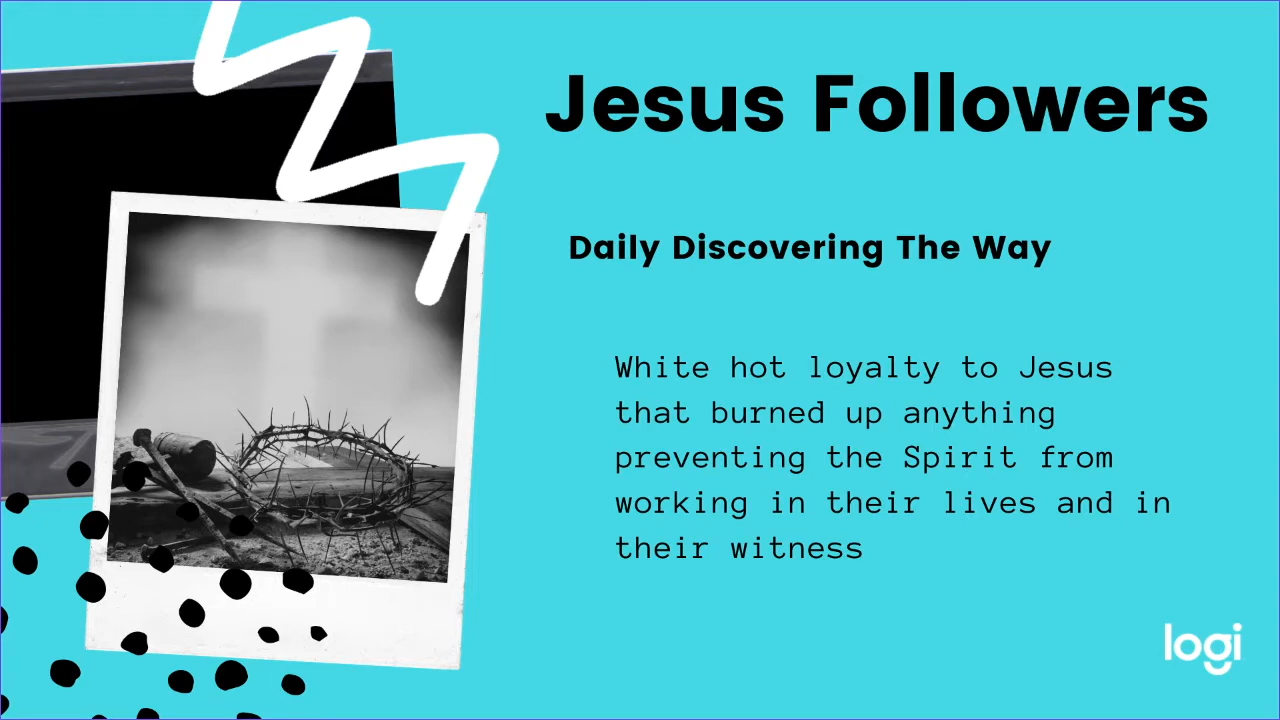 Jesus Followers
Daily Discovering The Way
White hot loyalty to Jesus
that burned up anything
preventing the Spirit from
working in their lives and in
their witness
logi